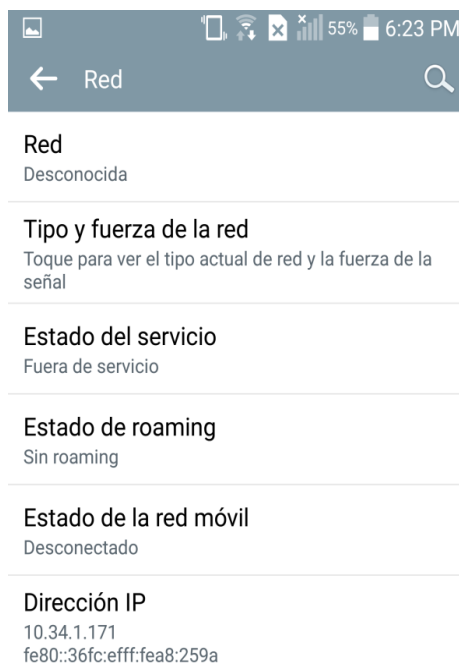 55% 6:23 PM
Red
Red
Desconocida
Tipo y fuerza de la red
Toque para ver el tipo actual de red y la fuerza de la
señal
Estado del servicio
Fuera de servicio
Estado de roaming
Sin roaming
Estado de la red móvil
Desconectado
Dirección IP
10.34.1.171
fe80::36fc:efff:fea8:259a